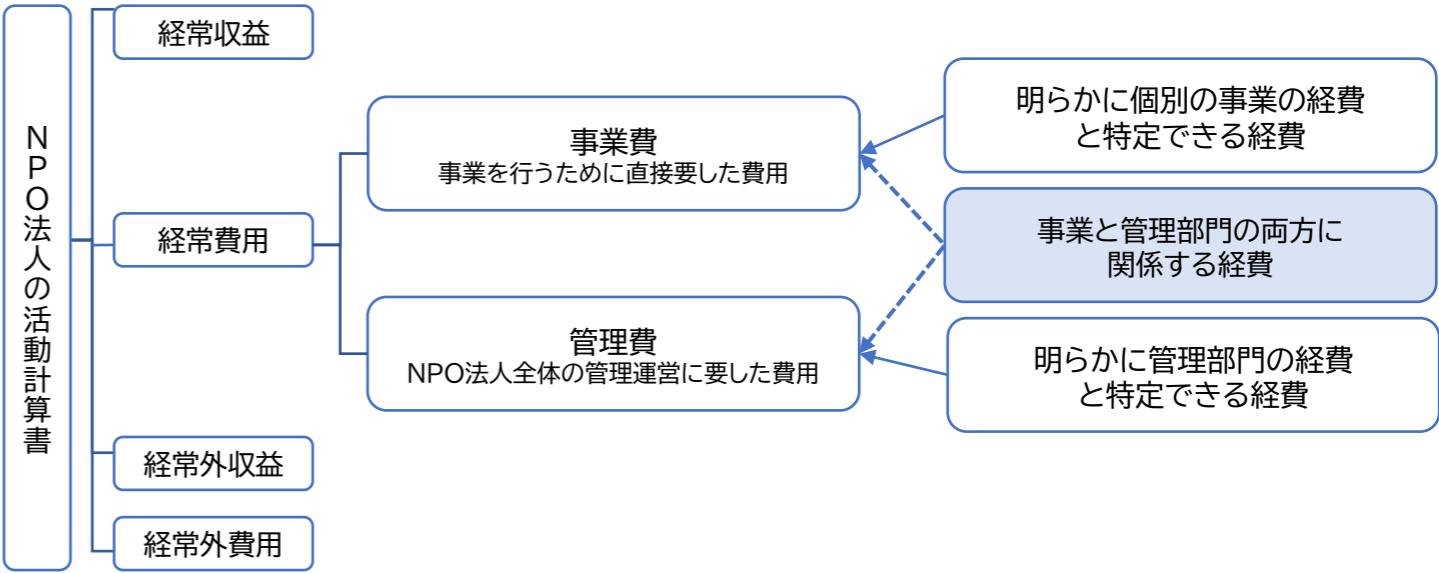 NPO法人の活動計算書
経常収益
経常費用
経常外収益
経常外費用
事業費
事業を行うために直接要した費用
管理費
NPO法人全体の管理運営に要した費用
明らかに個別の事業の経費
と特定できる経費
事業と管理部門の両方に
関係する経費
明らかに管理部門の経費
と特定できる経費